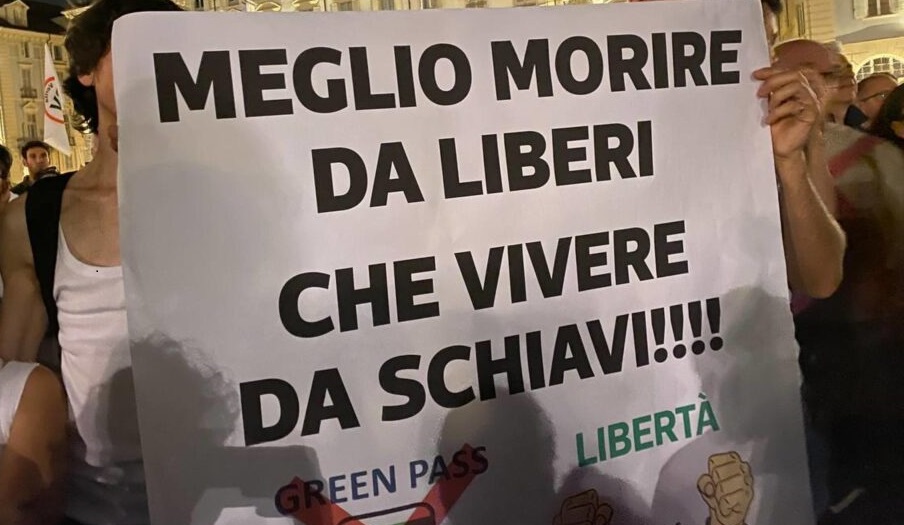 MEGLIO MORIRE
DA LIBERI
CHE VIVERE
DA SCHIAVI!!!!
LIBERTÀ
GREEN PASS